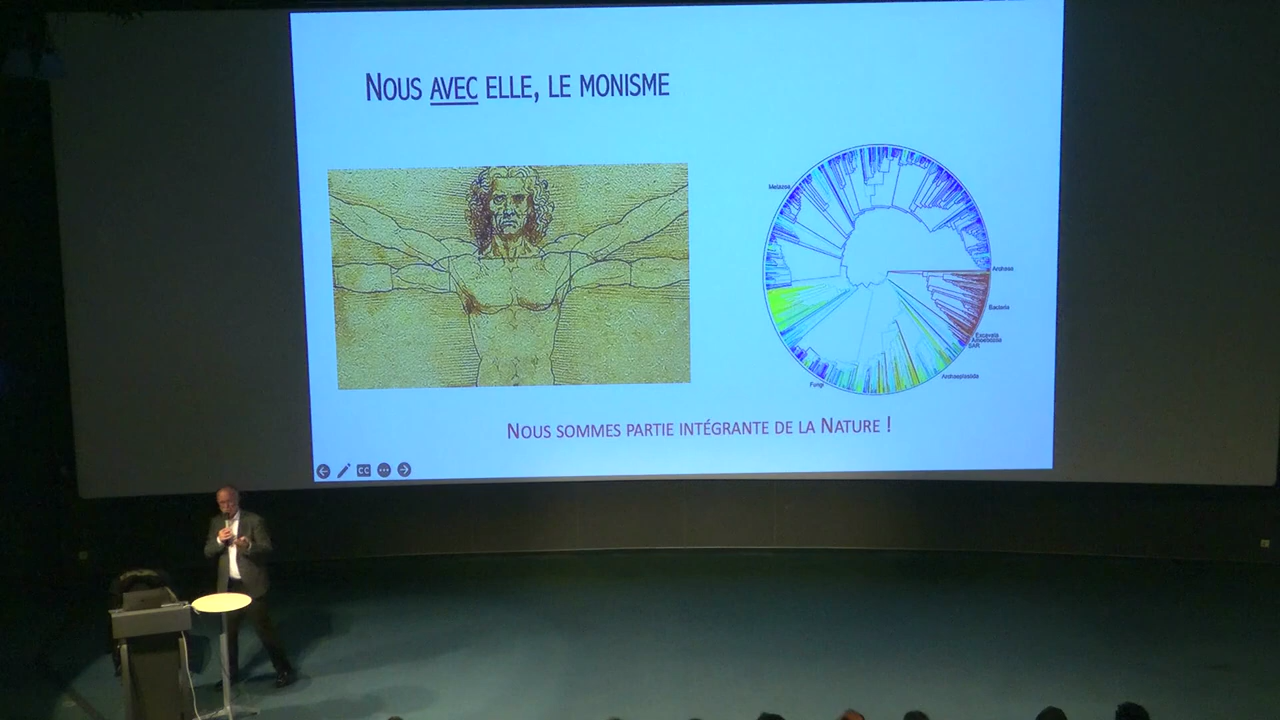 Nous avec elle, le monisme
Metazoa
Archaea
Bacteria
Excavata
Amoebozoa
SAR
Archaeplastida
Fungi
Nous sommes partie intégrante de la Nature !
CC